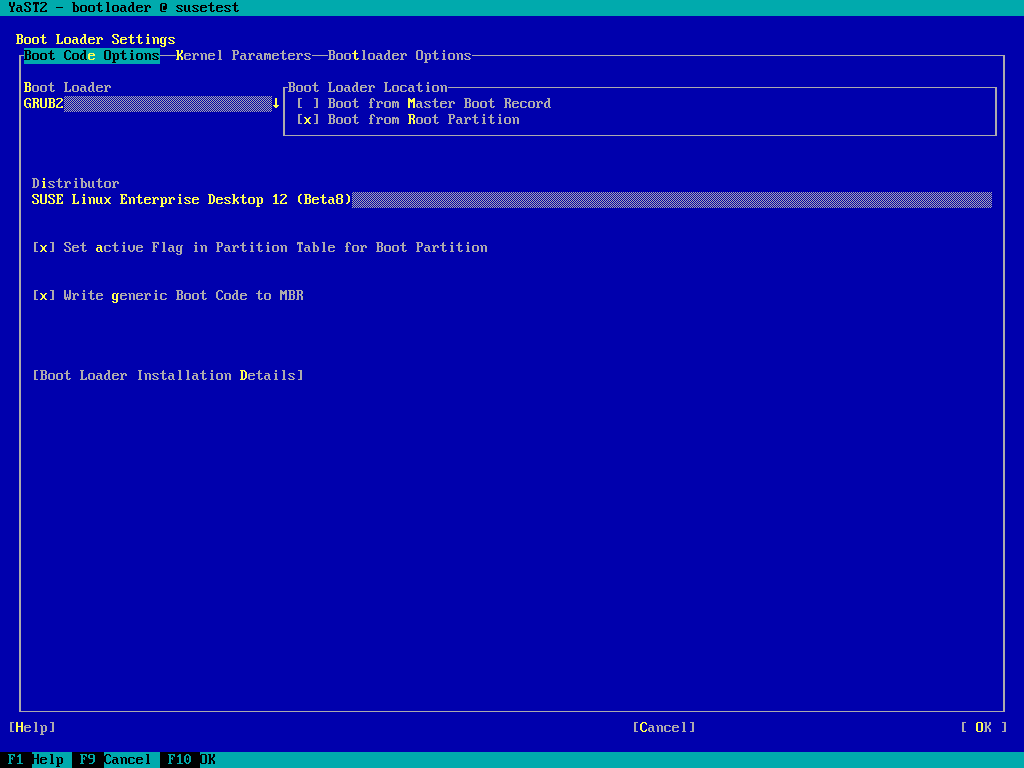 YaST2 - bootloader @ susetest
Boot Loader Settings
Boot Code Options Kernel Parameters Bootloader Options
Boot Loader
GRUB2
Boot Loader Location
[ ] Boot from Master Boot Record
[x] Boot from Root Partition
Distributor
SUSE Linux Enterprise Desktop 12 (Beta8)
[x] Set active Flag in Partition Table for Boot Partition
[x] Write generic Boot Code to MBR
[Boot Loader Installation Details]
[Help] [Cancel] [ OK ]
F1 Help F9 Cancel F10 OK